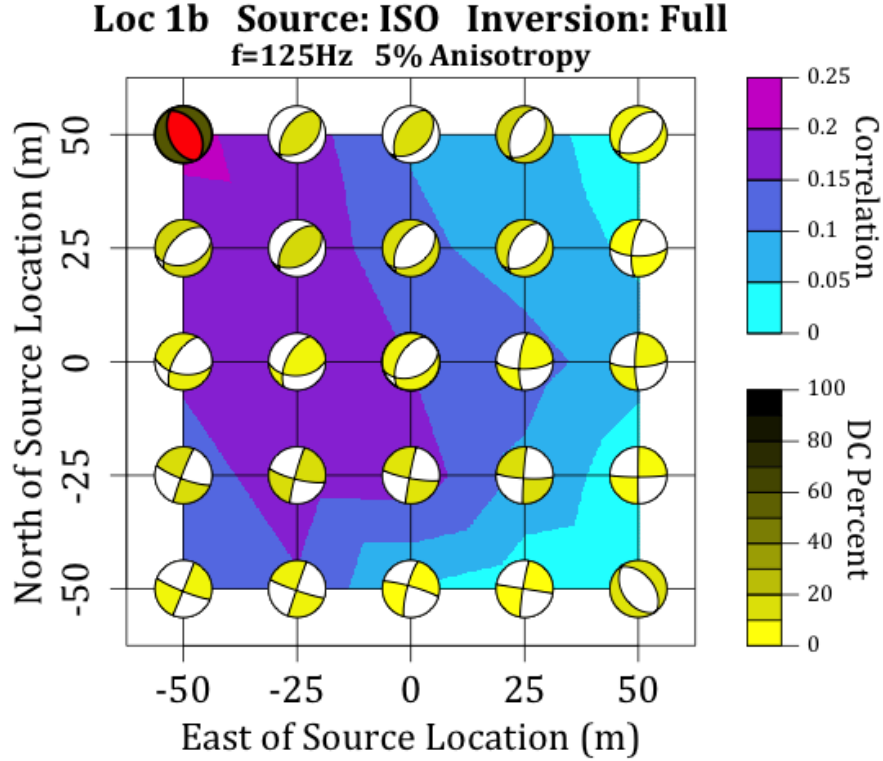 Loc 1b Source: ISO Inversion: Full
f=125Hz 5% Anisotropy
North of Source Location (m)
50
25
0
-25
-50
-50 -25 0 25 50
East of Source Location (m)
0.25
0.2
0.15
0.1
0.05
0
Correlation
100
80
60
40
20
0
DC Percent